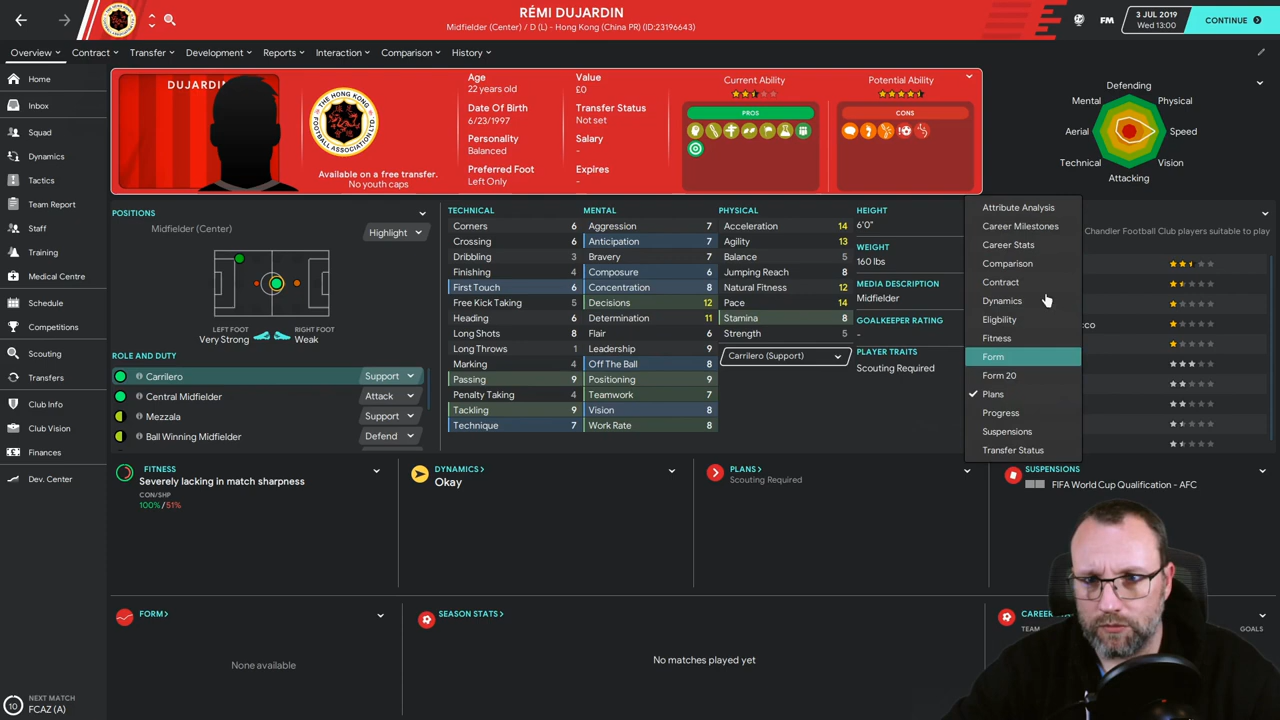 RÉMI DUJARDIN
Midfielder (Center) / D (L) - Hong Kong (China PR) (ID:23196643)
FM
3 JUL 2019
Wed 13:00
CONTINUE
Overview
Contract
Transfer
Development
Reports
Interaction
Comparison
History
Home
Inbox
Squad
Dynamics
Tactics
Team Report
Staff
Training
Medical Centre
Schedule
Competitions
Scouting
Transfers
Club Info
Club Vision
Finances
Dev. Center
10
NEXT MATCH
FCAZ (A)
DUJARDIN
THE HONG KONG
FOOTBALL ASSOCIATION LTD.
Available on a free transfer.
No youth caps
Age
22 years old
Date Of Birth
6/23/1997
Personality
Balanced
Preferred Foot
Left Only
Value
£0
Transfer Status
Not set
Salary
-
Expires
-
Current Ability
PROS
Potential Ability
CONS
Defending
Mental
Physical
Aerial
Speed
Technical
Vision
Attacking
POSITIONS
Midfielder (Center)
Highlight
LEFT FOOT
Very Strong
RIGHT FOOT
Weak
ROLE AND DUTY
Carrilero
Support
Central Midfielder
Attack
Mezzala
Support
Ball Winning Midfielder
Defend
TECHNICAL
Corners 6
Crossing 6
Dribbling 3
Finishing 4
First Touch 6
Free Kick Taking 5
Heading 6
Long Shots 8
Long Throws 1
Marking 4
Passing 9
Penalty Taking 4
Tackling 9
Technique 7
MENTAL
Aggression 7
Anticipation 7
Bravery 7
Composure 6
Concentration 8
Decisions 12
Determination 11
Flair 6
Leadership 9
Off The Ball 8
Positioning 9
Teamwork 7
Vision 8
Work Rate 8
PHYSICAL
Acceleration 14
Agility 13
Balance 5
Jumping Reach 8
Natural Fitness 12
Pace 14
Stamina 8
Strength 5
Carrilero (Support)
HEIGHT
6'0"
WEIGHT
160 lbs
MEDIA DESCRIPTION
Midfielder
GOALKEEPER RATING
-
PLAYER TRAITS
Scouting Required
Attribute Analysis
Career Milestones
Career Stats
Comparison
Contract
Dynamics
Eligbility
Fitness
Form
Form 20
Plans
Progress
Suspensions
Transfer Status
Chandler Football Club players suitable to play
co
FITNESS
Severely lacking in match sharpness
CON/SHP
100%/51%
DYNAMICS
Okay
PLANS
Scouting Required
SUSPENSIONS
FIFA World Cup Qualification - AFC
FORM
None available
SEASON STATS
No matches played yet
TEAM
GOALS